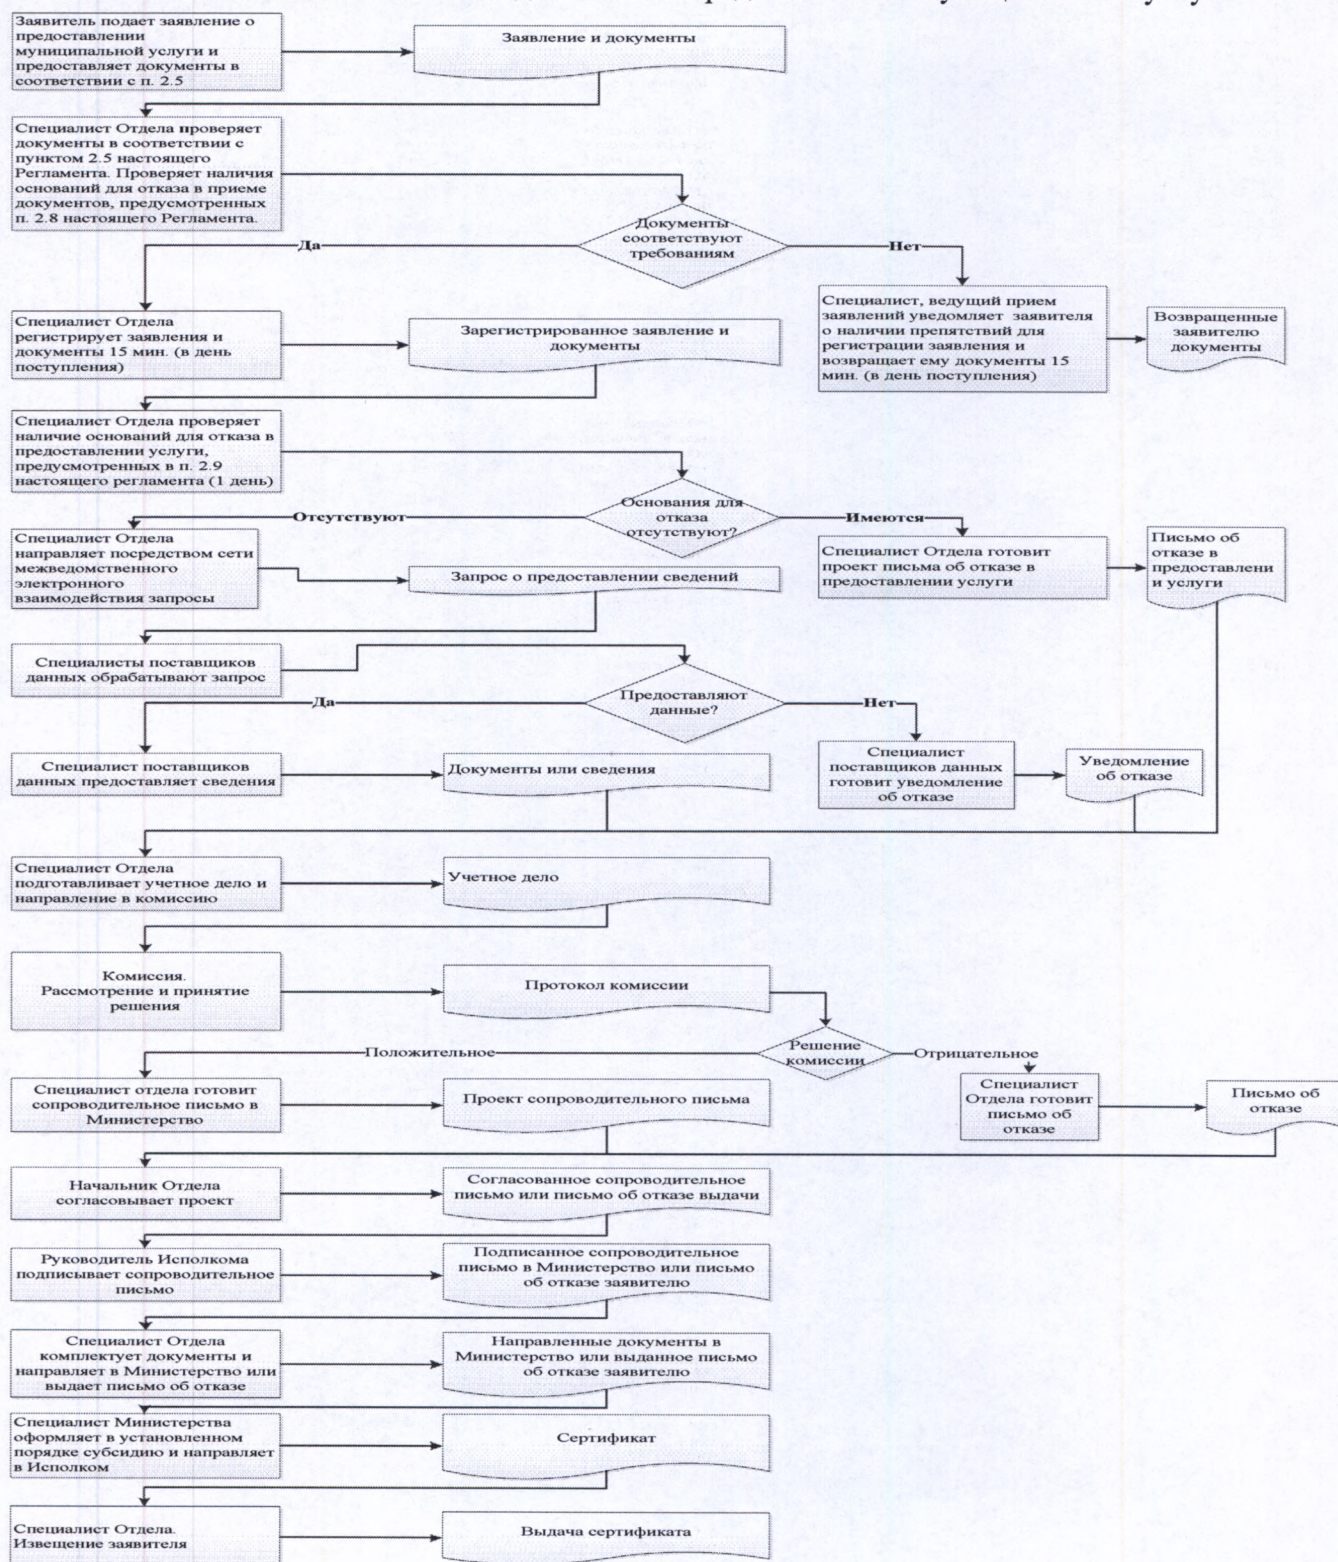 Заявитель подает заявление о
предоставлении
муниципальной услуги и
предоставляет документы в
соответствии с п. 2.5
Заявление и документы
Специалист Отдела проверяет
документы в соответствии с
пунктом 2.5 настоящего
Регламента. Проверяет наличия
оснований для отказа в приеме
документов, предусмотренных
п. 2.8 настоящего Регламента.
Документы
соответствуют
требованиям
Да
Нет
Специалист Отдела
регистрирует заявления и
документы 15 мин. (в день
поступления)
Зарегистрированное заявление и
документы
Специалист, ведущий прием
заявлений уведомляет заявителя
о наличии препятствий для
регистрации заявления и
возвращает ему документы 15
мин. (в день поступления)
Возвращенные
заявителю
документы
Специалист Отдела проверяет
наличие оснований для отказа в
предоставлении услуги,
предусмотренных в п. 2.9
настоящего регламента (1 день)
Основания для
отказа
отсутствуют?
Отсутствуют
Имеются
Специалист Отдела
направляет посредством сети
межведомственного
электронного
взаимодействия запросы
Запрос о предоставлении сведений
Специалист Отдела готовит
проект письма об отказе в
предоставлении услуги
Письмо об
отказе в
предоставлени
и услуги
Специалисты поставщиков
данных обрабатывают запрос
Предоставляют
данные?
Да
Нет
Специалист поставщиков
данных предоставляет сведения
Документы или сведения
Специалист
поставщиков данных
готовит уведомление
об отказе
Уведомление
об отказе
Специалист Отдела
подготавливает учетное дело и
направление в комиссию
Учетное дело
Комиссия.
Рассмотрение и принятие
решения
Протокол комиссии
Решение
комиссии
Положительное
Отрицательное
Специалист отдела готовит
сопроводительное письмо в
Министерство
Проект сопроводительного письма
Специалист
Отдела готовит
письмо об
отказе
Письмо об
отказе
Начальник Отдела
согласовывает проект
Согласованное сопроводительное
письмо или письмо об отказе выдачи
Руководитель Исполкома
подписывает сопроводительное
письмо
Подписанное сопроводительное
письмо в Министерство или письмо
об отказе заявителю
Специалист Отдела
комплектует документы и
направляет в Министерство или
выдает письмо об отказе
Направленные документы в
Министерство или выданное письмо
об отказе заявителю
Специалист Министерства
оформляет в установленном
порядке субсидию и направляет
в Исполком
Сертификат
Специалист Отдела.
Извещение заявителя
Выдача сертификата